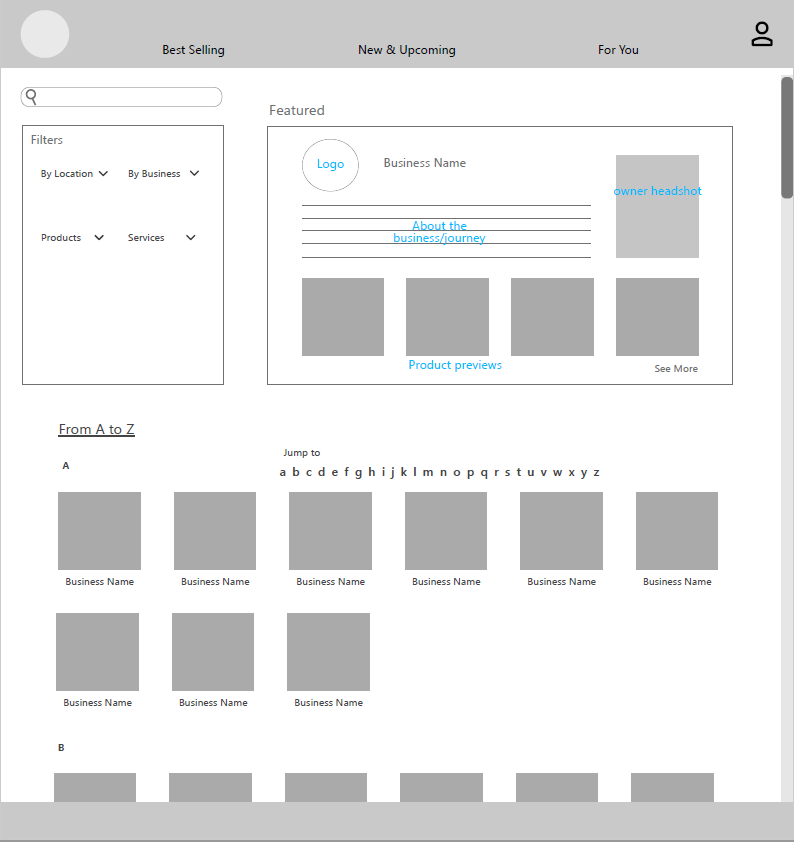 Best Selling New & Upcoming For You
Featured
Filters
By Location By Business
Products Services
Logo
Business Name
owner headshot
About the
business/journey
Product previews
See More
From A to Z
Jump to
A
a b c d e f g h i j k l m n o p q r s t u v w x y z
Business Name Business Name Business Name Business Name Business Name Business Name
Business Name Business Name Business Name
B